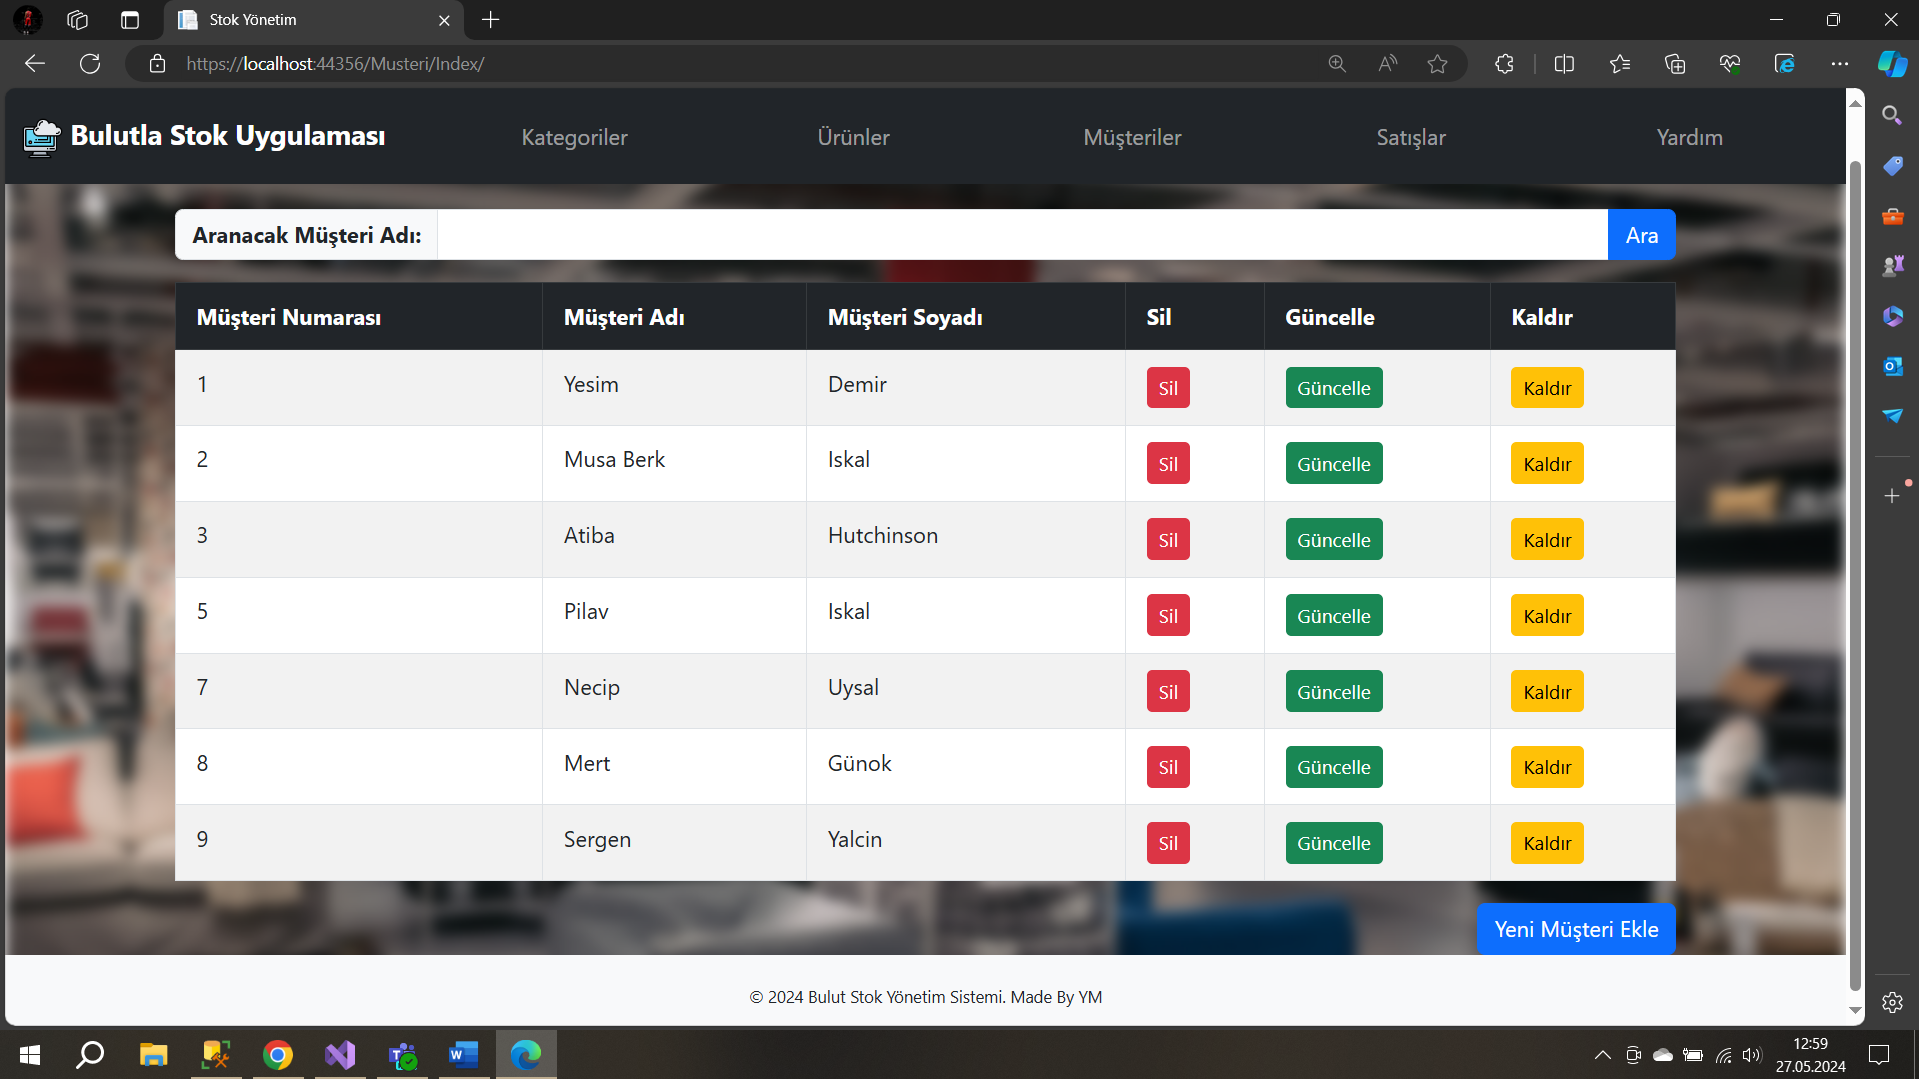 Stok Yönetim
https://localhost:44356/Musteri/Index/
Bulutla Stok Uygulaması
Kategoriler
Ürünler
Müşteriler
Satışlar
Yardım
Aranacak Müşteri Adı:
Ara
Müşteri Numarası Müşteri Adı Müşteri Soyadı Sil Güncelle Kaldır
1 Yesim Demir Sil Güncelle Kaldır
2 Musa Berk Iskal Sil Güncelle Kaldır
3 Atiba Hutchinson Sil Güncelle Kaldır
5 Pilav Iskal Sil Güncelle Kaldır
7 Necip Uysal Sil Güncelle Kaldır
8 Mert Günok Sil Güncelle Kaldır
9 Sergen Yalcin Sil Güncelle Kaldır
Yeni Müşteri Ekle
© 2024 Bulut Stok Yönetim Sistemi. Made By YM
12:59
27.05.2024